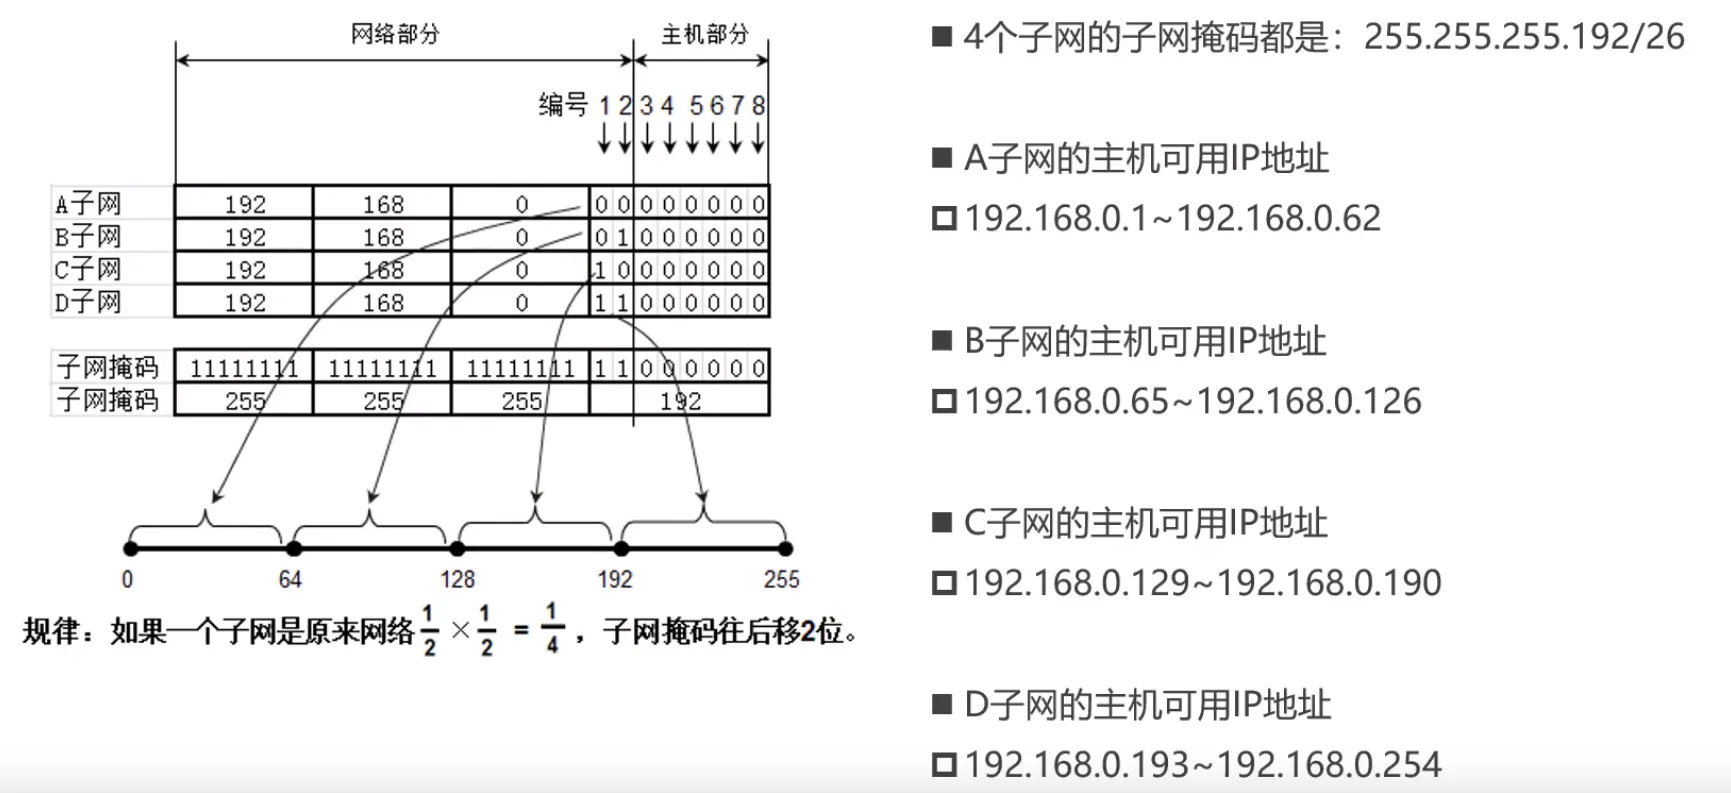 网络部分 主机部分
编号 1 2 3 4 5 6 7 8
A子网 192 168 0 0 0 0 0 0 0 0 0
B子网 192 168 0 0 1 0 0 0 0 0 0
C子网 192 168 0 1 0 0 0 0 0 0 0
D子网 192 168 0 1 1 0 0 0 0 0 0
子网掩码 11111111 11111111 11111111 1 1 0 0 0 0 0 0
子网掩码 255 255 255 192
0 64 128 192 255
规律：如果一个子网是原来网络1/2 × 1/2 = 1/4，子网掩码往后移2位。
■ 4个子网的子网掩码都是：255.255.255.192/26
■ A子网的主机可用IP地址
192.168.0.1~192.168.0.62
■ B子网的主机可用IP地址
192.168.0.65~192.168.0.126
■ C子网的主机可用IP地址
192.168.0.129~192.168.0.190
■ D子网的主机可用IP地址
192.168.0.193~192.168.0.254